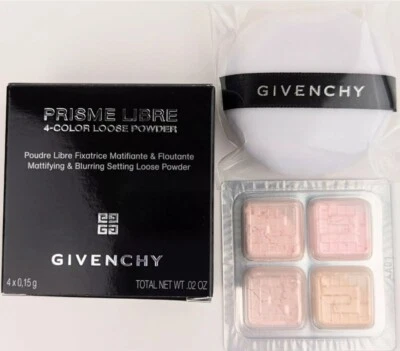 PRISME LIBRE
4-COLOR LOOSE POWDER
Poudre Libre Fixatrice Matifiante & Floutante
Mattifying & Blurring Setting Loose Powder
GIVENCHY
4 x 0,15 g
TOTAL NET WT. .02 OZ
GIVENCHY